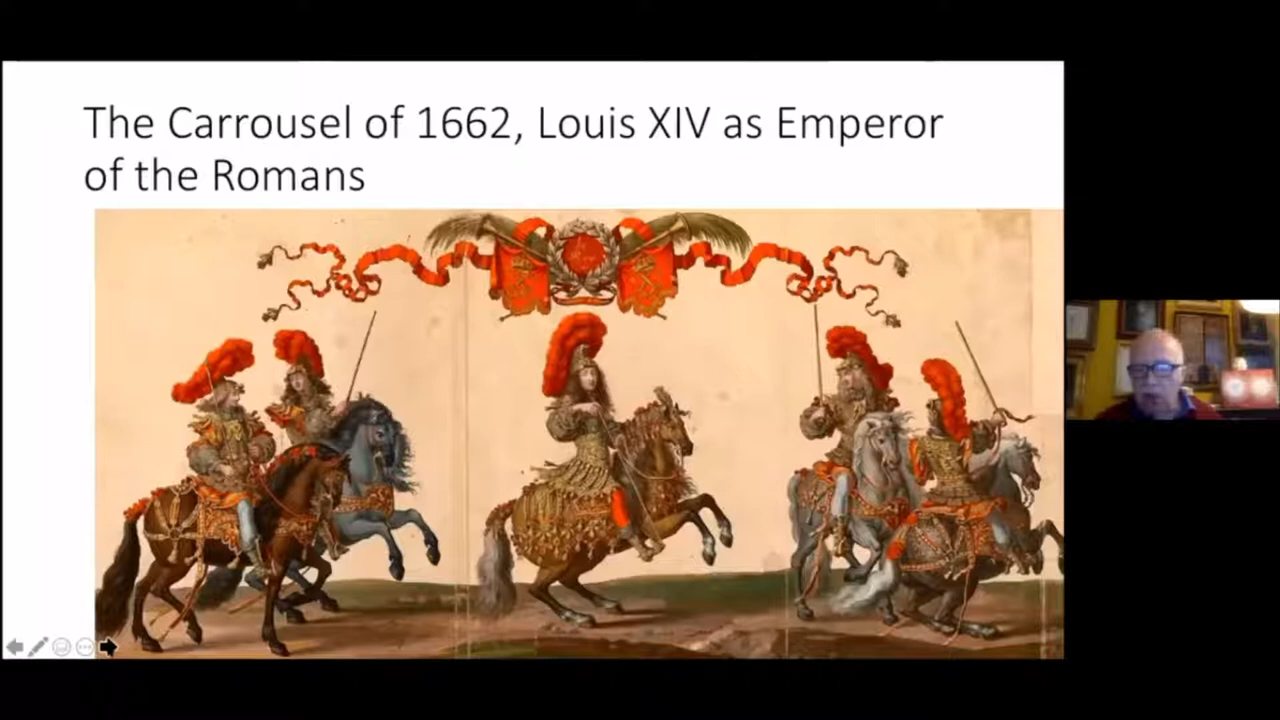 The Carrousel of 1662, Louis XIV as Emperor
of the Romans